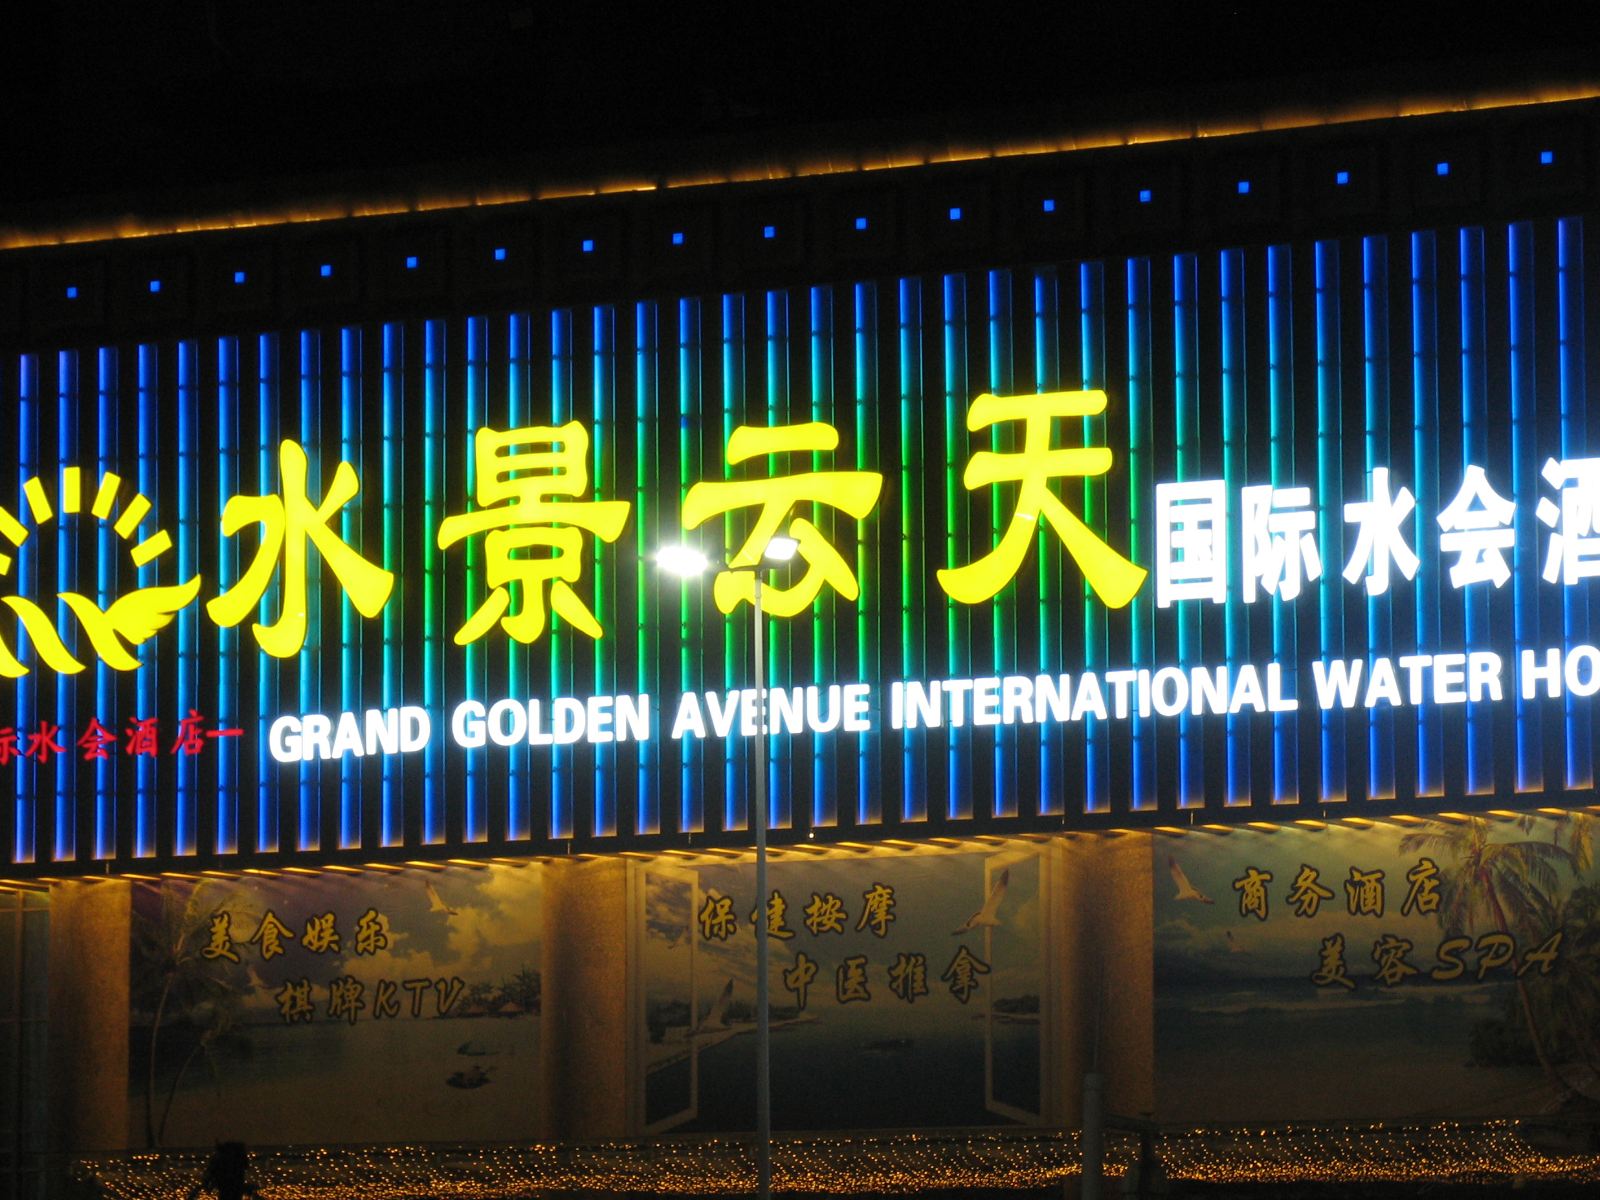 水景云天
国际水会酒
际水会酒店
GRAND GOLDEN AVENUE INTERNATIONAL WATER HO
美食娱乐
棋牌KTV
保健按摩
中医推拿
商务酒店
美容SPA